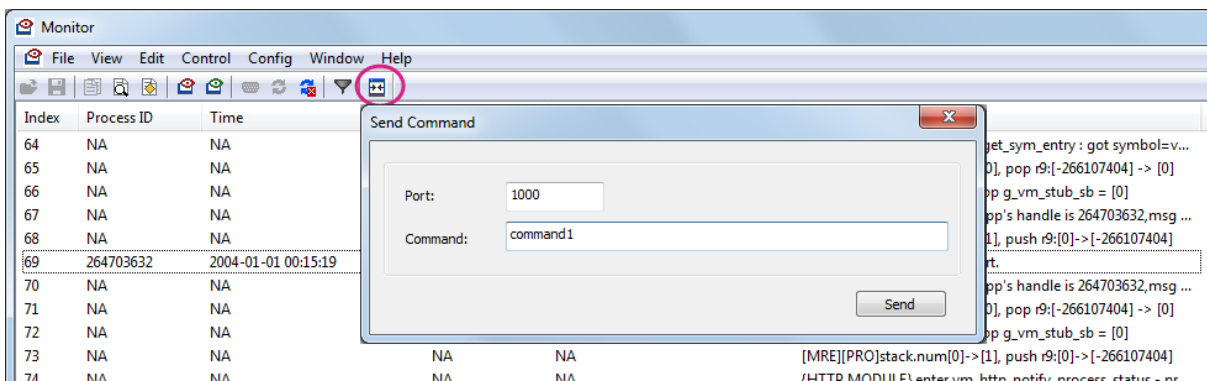 Monitor
File View Edit Control Config Window Help
Index Process ID Time
Send Command
Port: 1000
Command: command1
Send
64 NA NA get_sym_entry : got symbol=v...
65 NA NA 0], pop r9:[-266107404] -> [0]
66 NA NA g_vm_stub_sb = [0]
67 NA NA handle is 264703632,msg ...
68 NA NA 1], push r9:[0]->[-266107404]
69 264703632 2004-01-01 00:15:19 rt.
70 NA NA handle is 264703632,msg ...
71 NA NA 0], pop r9:[-266107404] -> [0]
72 NA NA g_vm_stub_sb = [0]
73 NA NA NA NA [MRE][PRO]stack.num[0]->[1], push r9:[0]->[-266107404]
74 NA NA NA NA